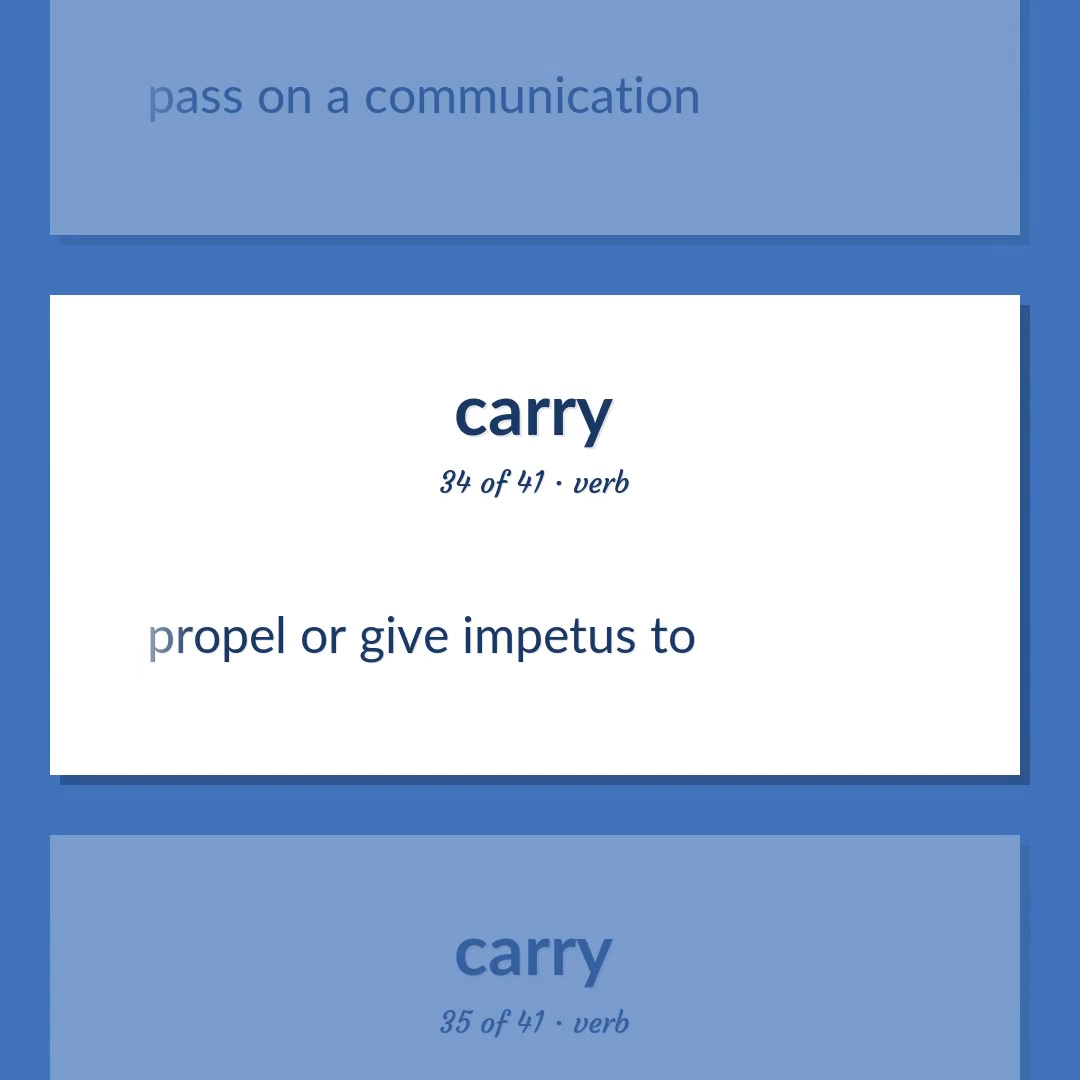 pass on a communication
carry
34 of 41 · verb
propel or give impetus to
carry
35 of 41 · verb